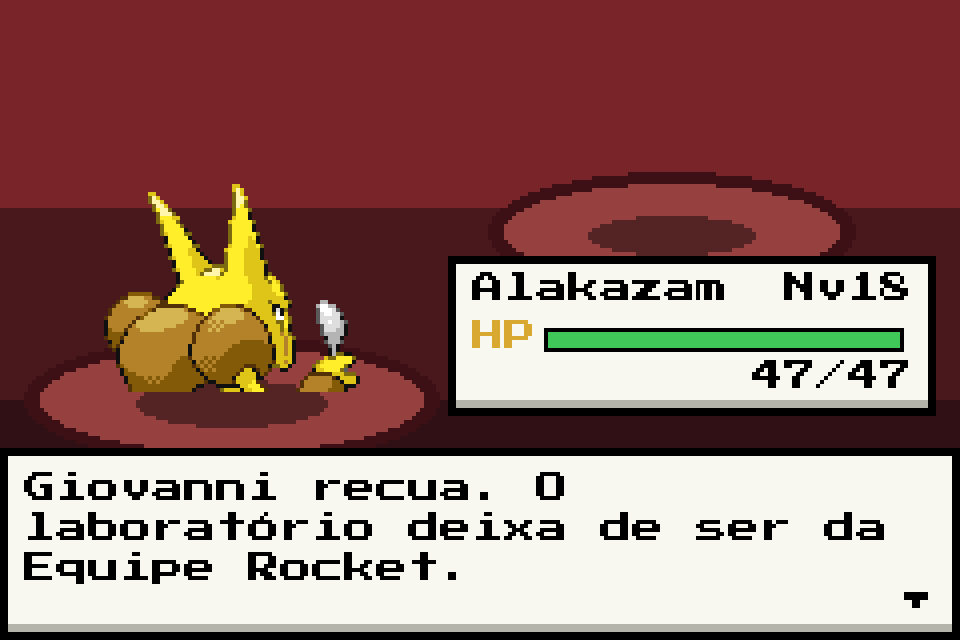 Alakazam Nv18
HP
47/47
Giovanni recua. O
laboratório deixa de ser da
Equipe Rocket.